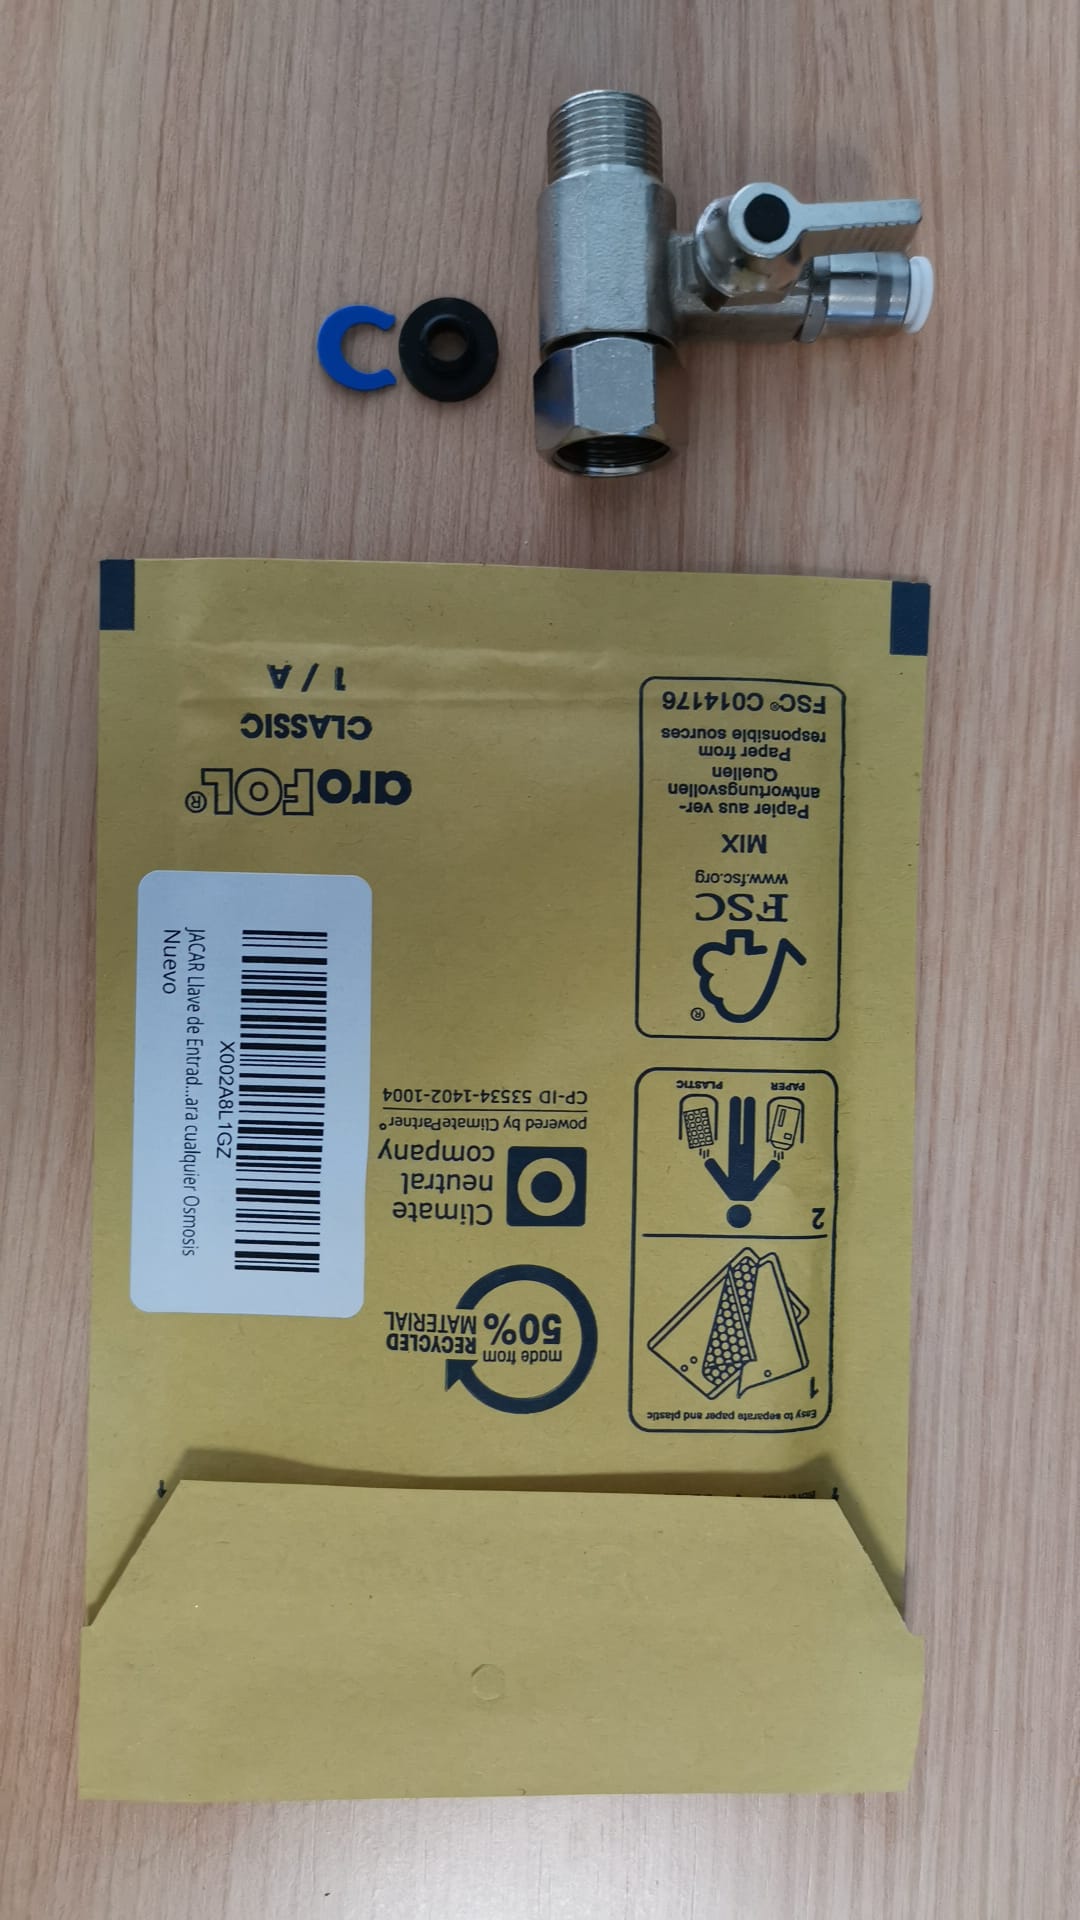 Easy to separate paper and plastic
1
2
PAPER
PLASTIC
made from
50%
RECYCLED
MATERIAL
Climate
neutral
company
powered by ClimatePartner®
CP-ID 53534-1402-1004
®
FSC
www.fsc.org
MIX
Papier aus ver-
antwortungsvollen
Quellen
Paper from
responsible sources
FSC® C014176
aroFOL®
CLASSIC
1 / A
X002A8L1GZ
JACAR Llave de Entrad...ara cualquier Osmosis
Nuevo